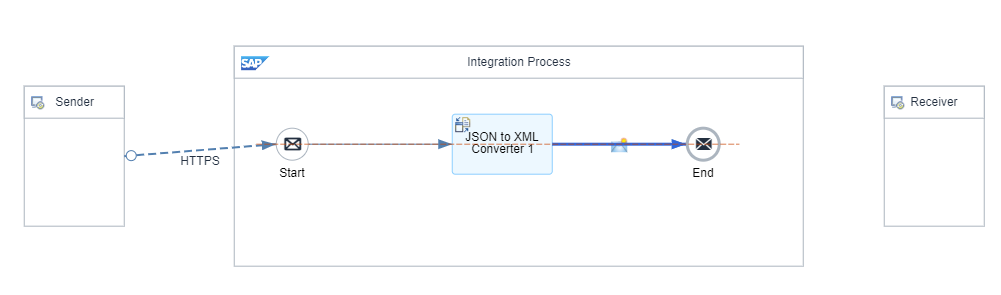 SAP
Integration Process
Sender
Receiver
HTTPS
Start
JSON to XML
Converter 1
End